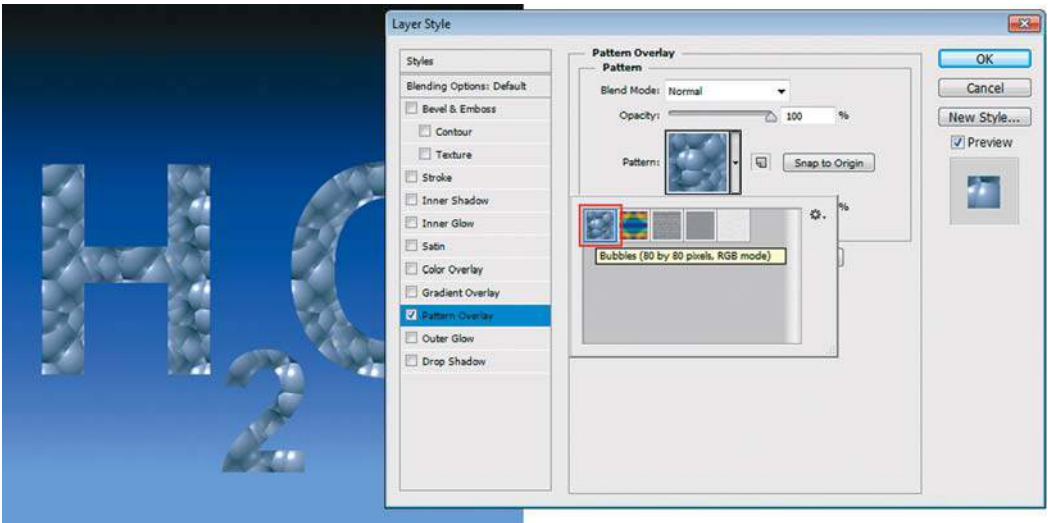 Layer Style
Styles
Blending Options: Default
Bevel & Emboss
Contour
Texture
Stroke
Inner Shadow
Inner Glow
Satin
Color Overlay
Gradient Overlay
Pattern Overlay
Outer Glow
Drop Shadow
Pattern Overlay
Pattern
Blend Mode: Normal
Opacity: 100 %
Pattern: Snap to Origin
%
Bubbles (80 by 80 pixels, RGB mode)
OK
Cancel
New Style...
Preview
H
2